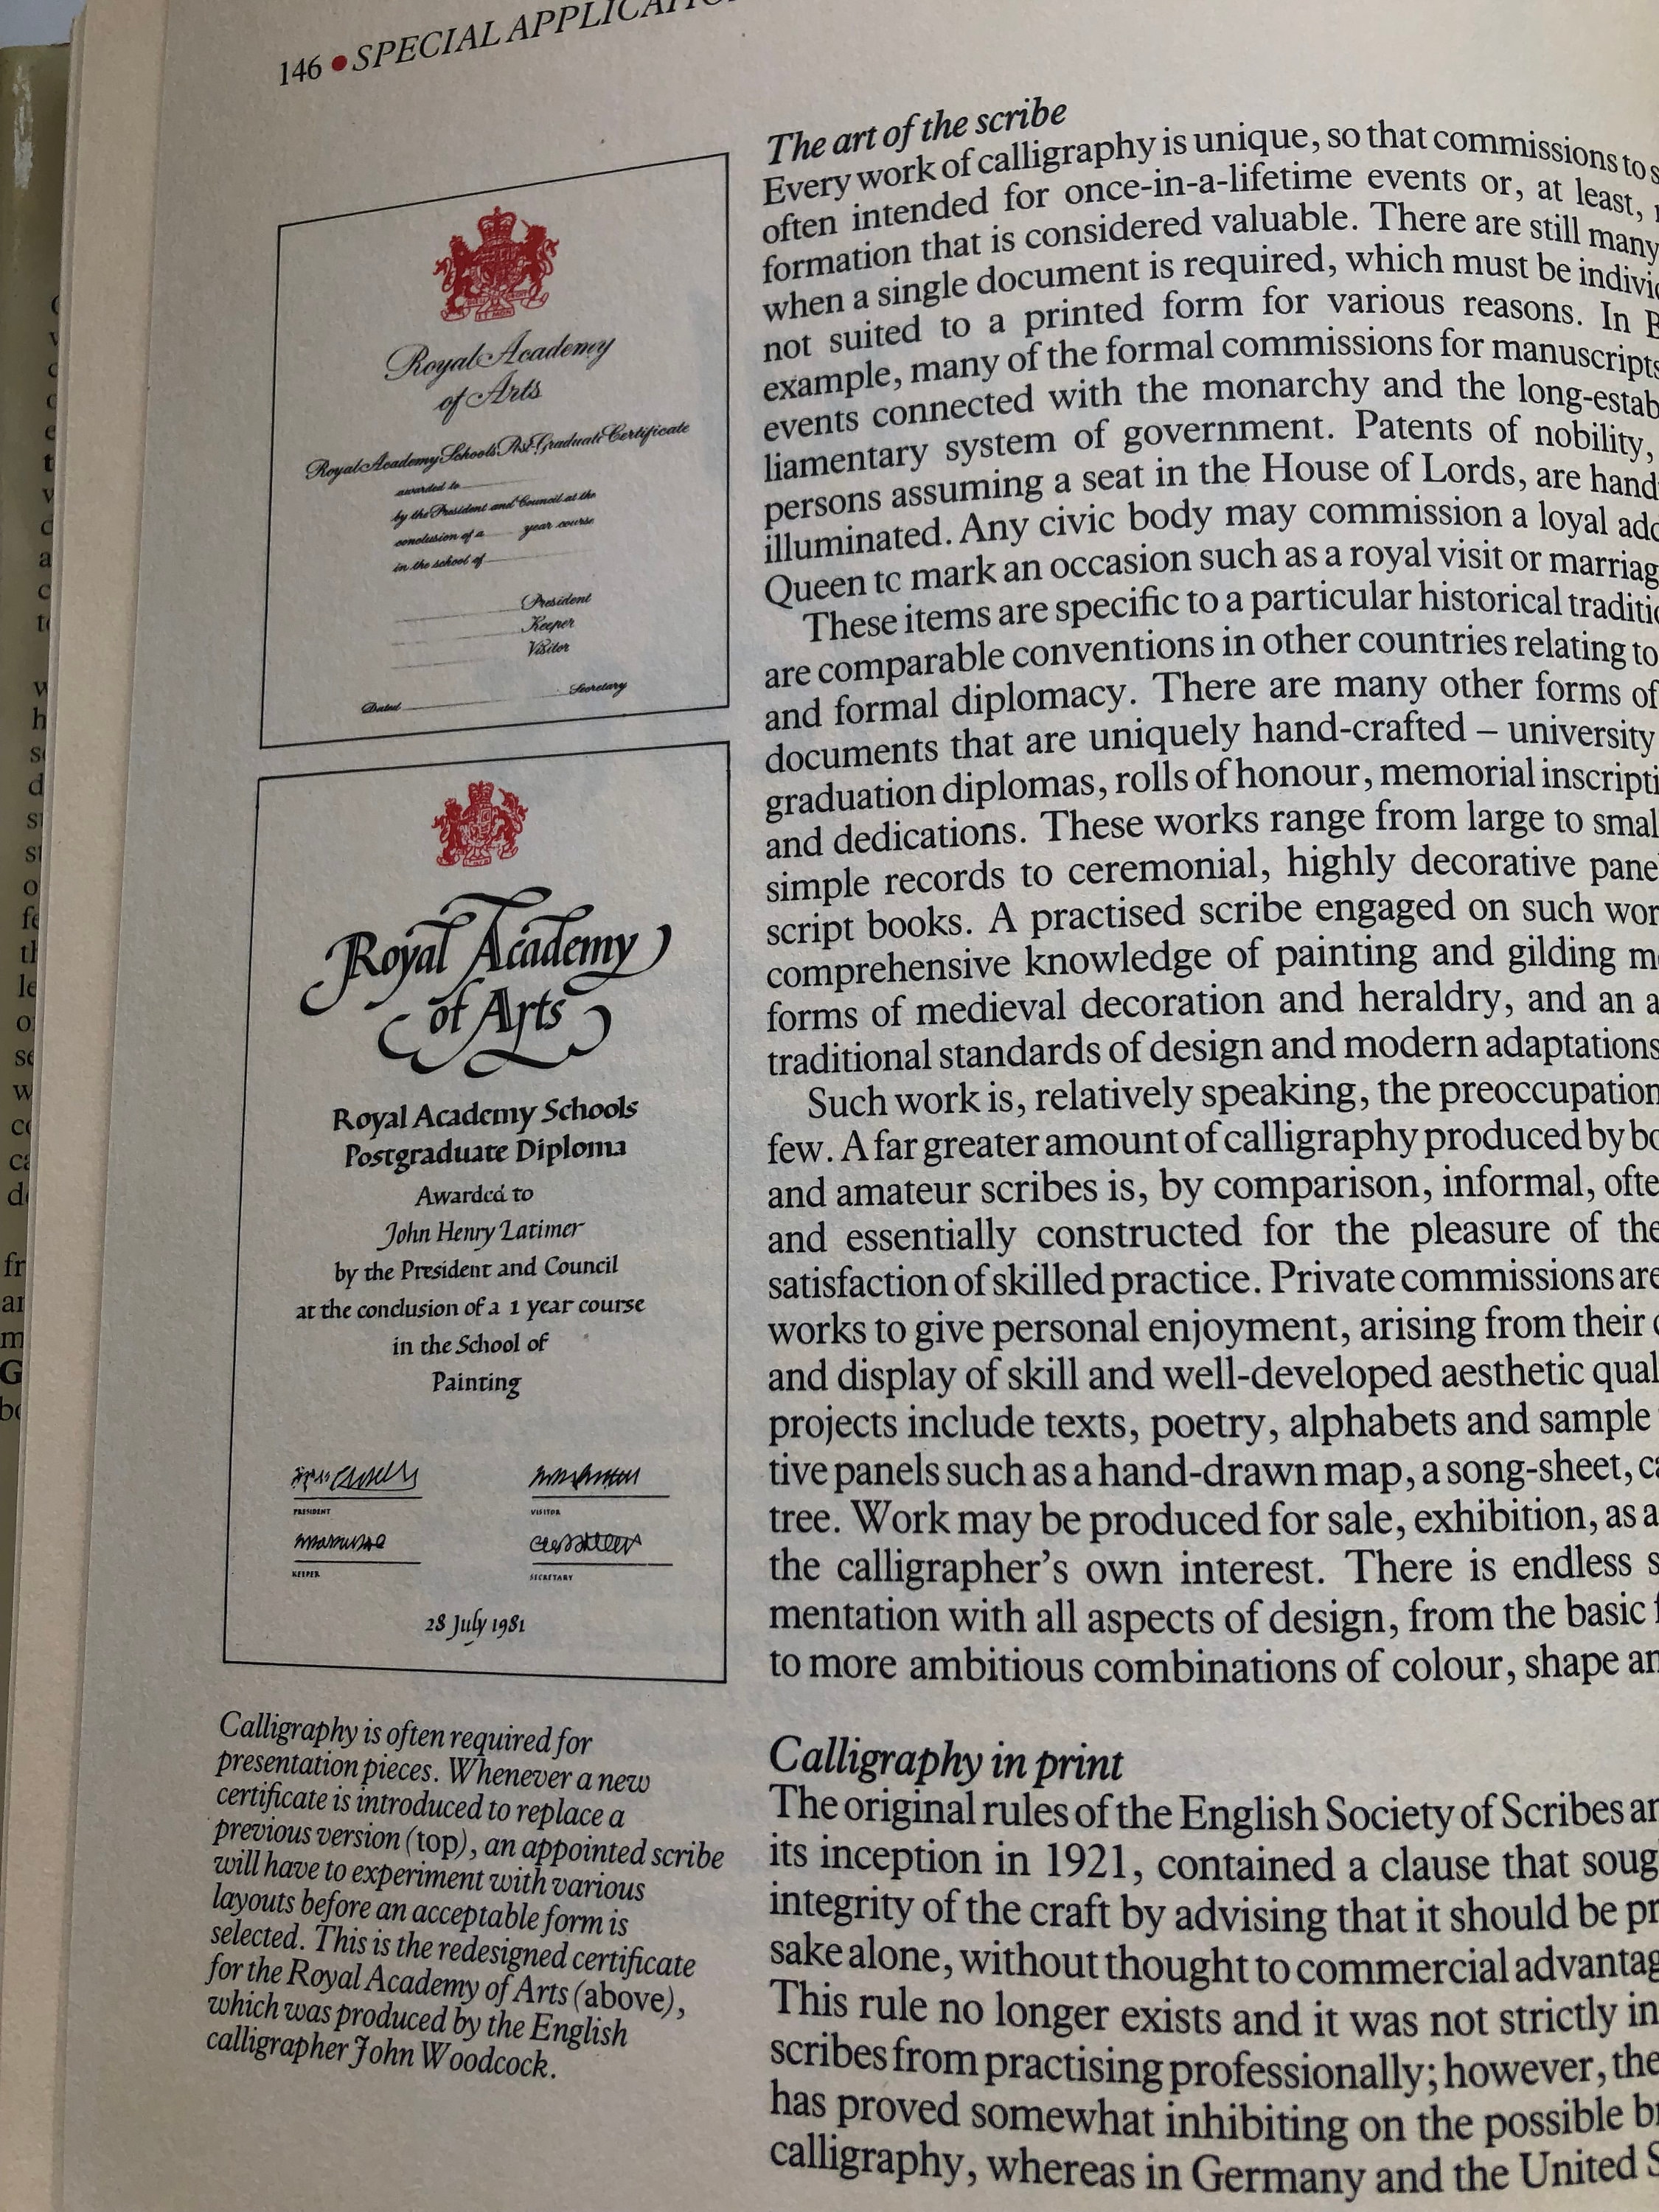 146 • SPECIAL
Royal Academy
of Arts
Royal Academy Schools Post-Graduate Certificate
awarded to
by the President and Council at the
conclusion of a year course
in the school of
President
Keeper
Visitor
Secretary
Dated
Royal Academy
of Arts
Royal Academy Schools
Postgraduate Diploma
Awarded to
John Henry Latimer
by the President and Council
at the conclusion of a 1 year course
in the School of
Painting
PRESIDENT
VISITOR
KEEPER
SECRETARY
28 July 1981
Calligraphy is often required for
presentation pieces. Whenever a new
certificate is introduced to replace a
previous version (top), an appointed scribe
will have to experiment with various
layouts before an acceptable form is
selected. This is the redesigned certificate
for the Royal Academy of Arts (above),
which was produced by the English
calligrapher John Woodcock.
The art of the scribe
Every work of calligraphy is unique, so that commissions to
often intended for once-in-a-lifetime events or, at least,
formation that is considered valuable. There are still many
when a single document is required, which must be
not suited to a printed form for various reasons. In
example, many of the formal commissions for manuscripts
events connected with the monarchy and the long-estab
liamentary system of government. Patents of nobility,
persons assuming a seat in the House of Lords, are hand
illuminated. Any civic body may commission a loyal
Queen tc mark an occasion such as a royal visit or marriag
These items are specific to a particular historical traditi
are comparable conventions in other countries relating to
and formal diplomacy. There are many other forms of
documents that are uniquely hand-crafted – university
graduation diplomas, rolls of honour, memorial inscripti
and dedications. These works range from large to smal
simple records to ceremonial, highly decorative pane
script books. A practised scribe engaged on such wor
comprehensive knowledge of painting and gilding m
forms of medieval decoration and heraldry, and an a
traditional standards of design and modern adaptations
Such work is, relatively speaking, the preoccupation
few. A far greater amount of calligraphy produced by bo
and amateur scribes is, by comparison, informal, ofte
and essentially constructed for the pleasure of the
satisfaction of skilled practice. Private commissions are
works to give personal enjoyment, arising from their
and display of skill and well-developed aesthetic qual
projects include texts, poetry, alphabets and sample
tive panels such as a hand-drawn map, a song-sheet, ca
tree. Work may be produced for sale, exhibition, as a
the calligrapher's own interest. There is endless s
mentation with all aspects of design, from the basic
to more ambitious combinations of colour, shape an
Calligraphy in print
The original rules of the English Society of Scribes an
its inception in 1921, contained a clause that soug
integrity of the craft by advising that it should be pr
sake alone, without thought to commercial advantag
This rule no longer exists and it was not strictly in
scribes from practising professionally; however, the
has proved somewhat inhibiting on the possible br
calligraphy, whereas in Germany and the United S